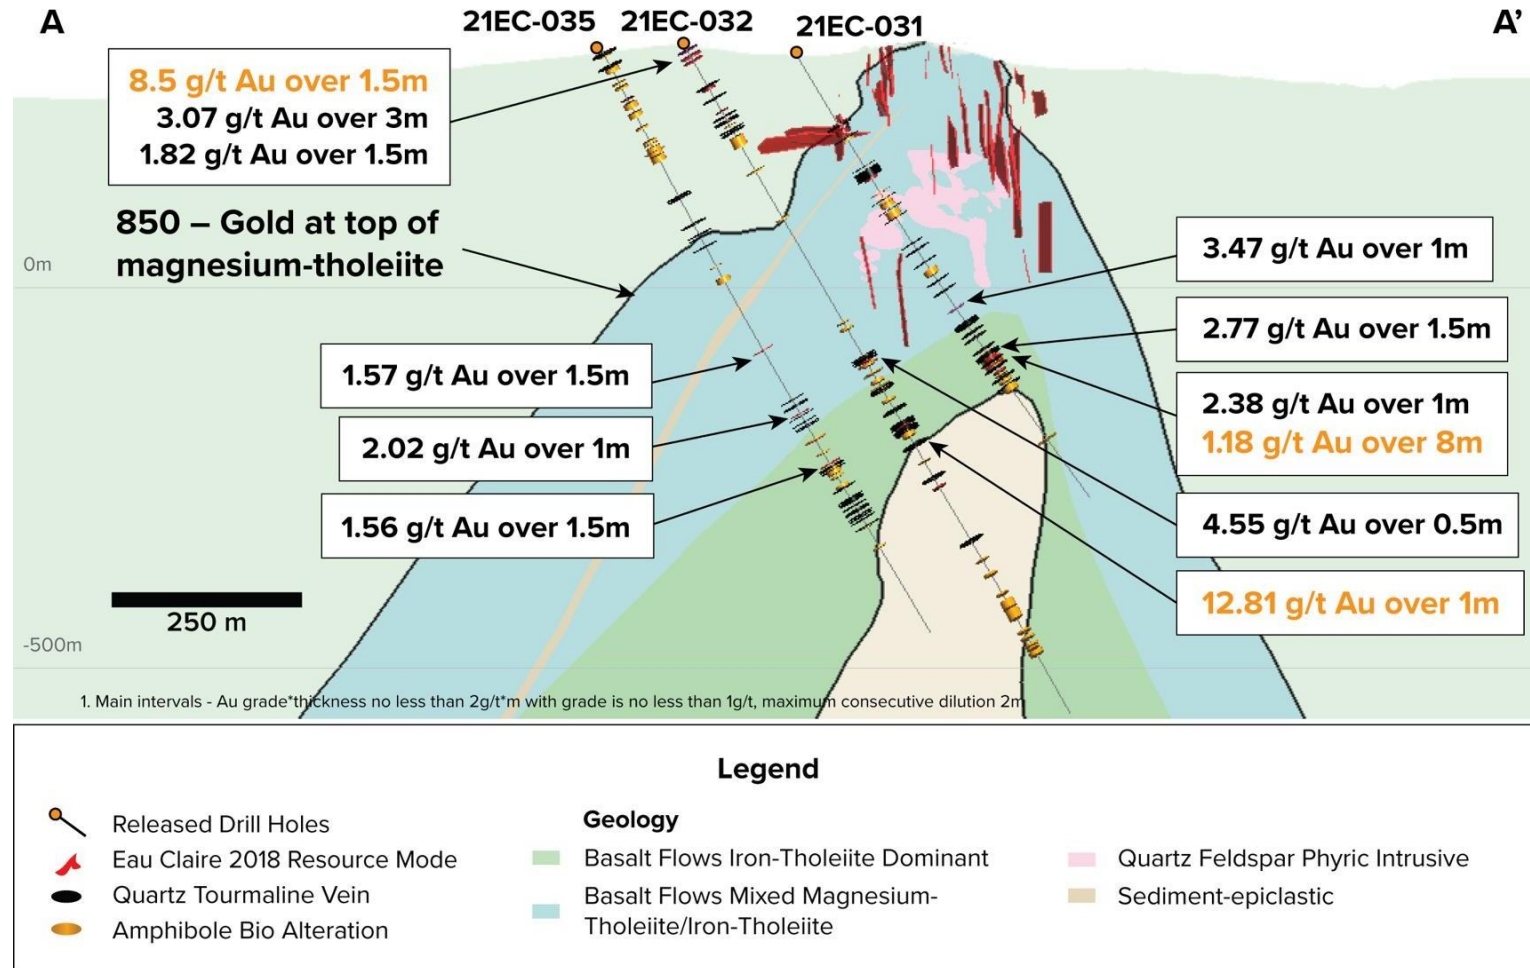 A
21EC-035
21EC-032
21EC-031
A’
8.5 g/t Au over 1.5m
3.07 g/t Au over 3m
1.82 g/t Au over 1.5m
850 – Gold at top of
magnesium-tholeiite
0m
3.47 g/t Au over 1m
2.77 g/t Au over 1.5m
1.57 g/t Au over 1.5m
2.38 g/t Au over 1m
1.18 g/t Au over 8m
2.02 g/t Au over 1m
1.56 g/t Au over 1.5m
4.55 g/t Au over 0.5m
12.81 g/t Au over 1m
250 m
-500m
1. Main intervals - Au grade*thickness no less than 2g/t*m with grade is no less than 1g/t, maximum consecutive dilution 2m
Legend
Released Drill Holes
Eau Claire 2018 Resource Mode
Quartz Tourmaline Vein
Amphibole Bio Alteration
Geology
Basalt Flows Iron-Tholeiite Dominant
Basalt Flows Mixed Magnesium-
Tholeiite/Iron-Tholeiite
Quartz Feldspar Phyric Intrusive
Sediment-epiclastic